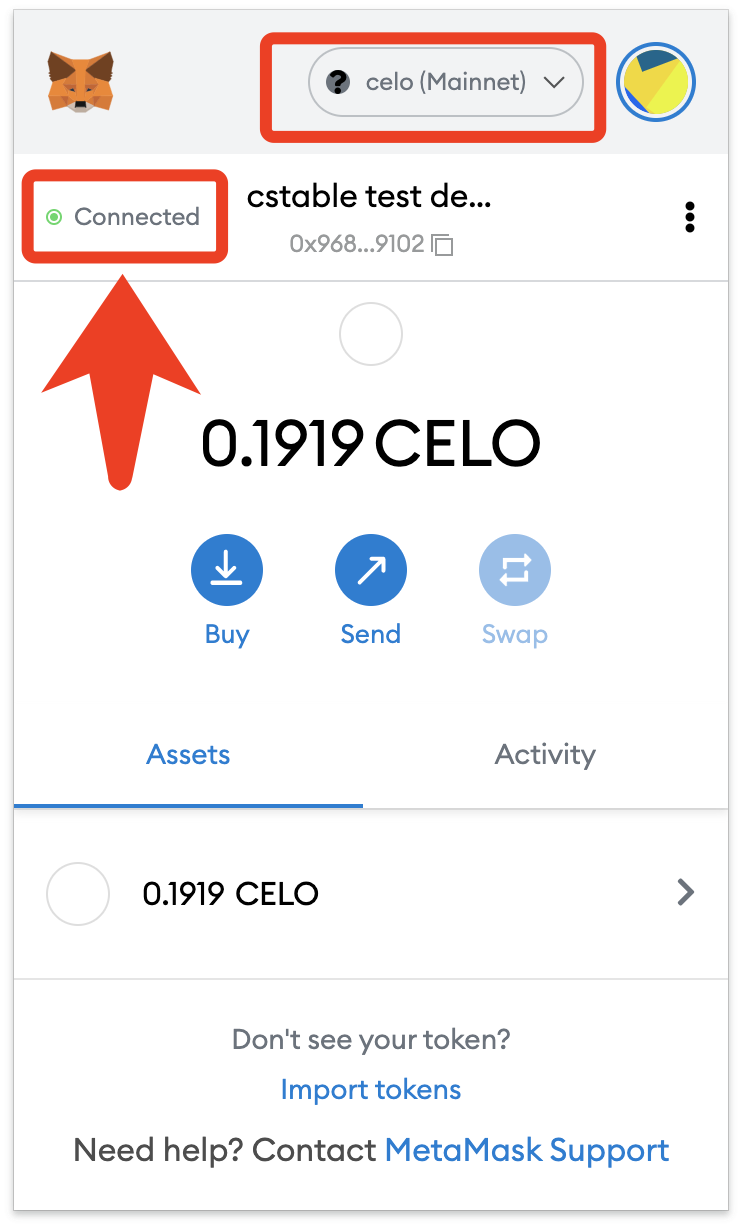 celo (Mainnet)
Connected
cstable test de...
0x968...9102
0.1919 CELO
Buy
Send
Swap
Assets
Activity
0.1919 CELO
Don't see your token?
Import tokens
Need help? Contact MetaMask Support